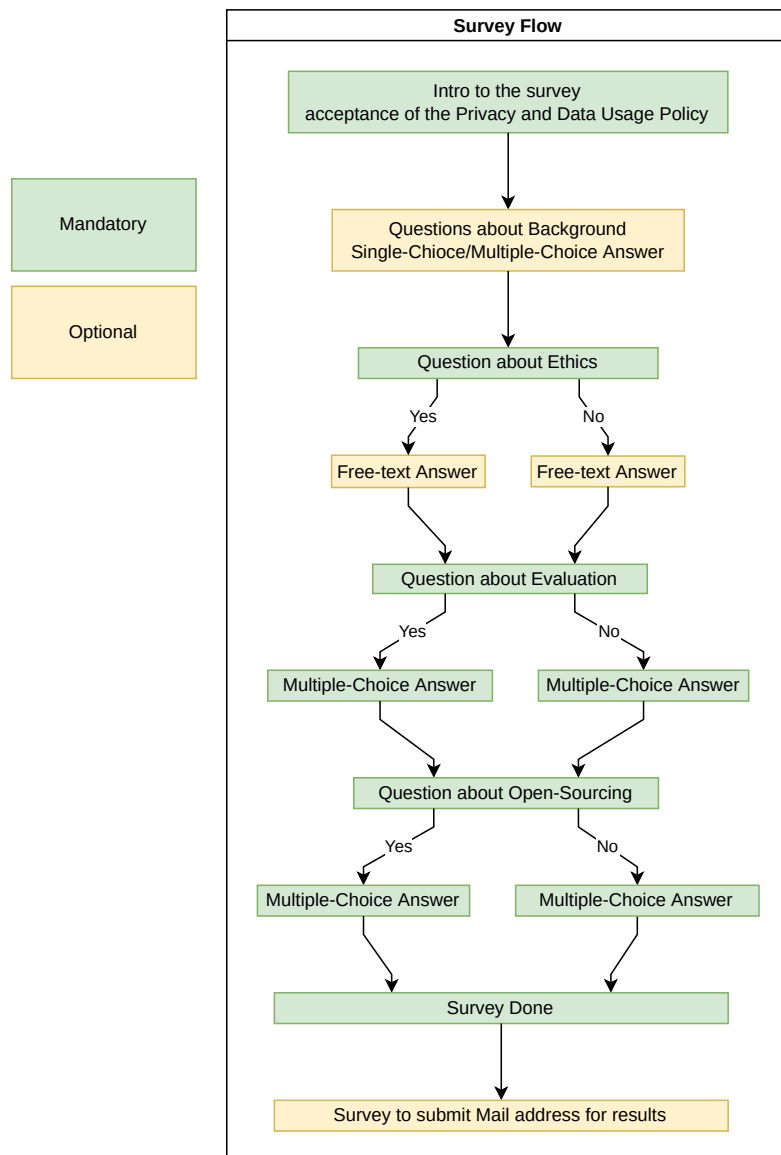 Survey Flow
Intro to the survey
acceptance of the Privacy and Data Usage Policy
Mandatory
Questions about Background
Single-Chioce/Multiple-Choice Answer
Optional
Question about Ethics
Yes
No
Free-text Answer
Free-text Answer
Question about Evaluation
Yes
No
Multiple-Choice Answer
Multiple-Choice Answer
Question about Open-Sourcing
Yes
No
Multiple-Choice Answer
Multiple-Choice Answer
Survey Done
Survey to submit Mail address for results